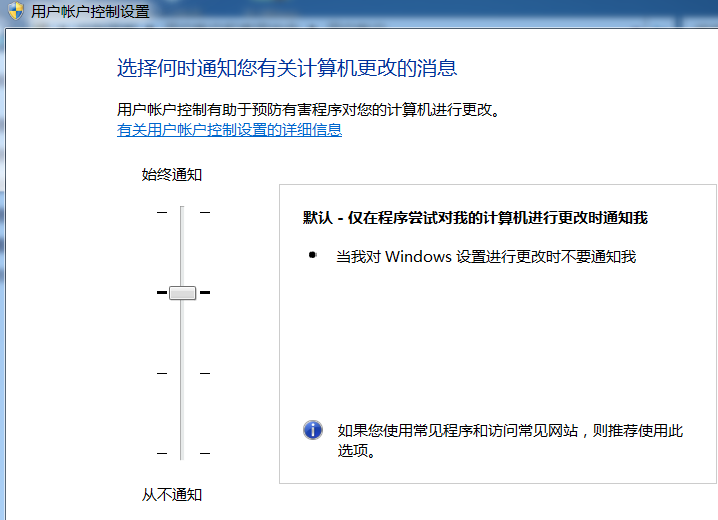 用户帐户控制设置
选择何时通知您有关计算机更改的消息
用户帐户控制有助于预防有害程序对您的计算机进行更改。
有关用户帐户控制设置的详细信息
始终通知
默认 - 仅在程序尝试对我的计算机进行更改时通知我
● 当我对 Windows 设置进行更改时不要通知我
如果您使用常见程序和访问常见网站，则推荐使用此
选项。
从不通知